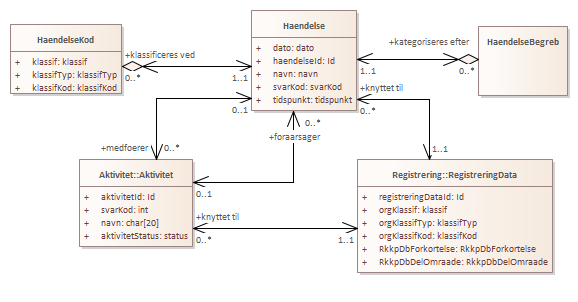 HaendelseKod
+ klassif: klassif
+ klassifTyp: klassifTyp
+ klassifKod: klassifKod
+klassificeres ved
0..*
1..1
Haendelse
+ dato: dato
+ haendelseId: Id
+ navn: navn
+ svarKod: svarKod
+ tidspunkt: tidspunkt
+kategoriseres efter
1..1
0..*
HaendelseBegreb
+knyttet til
0..1
0..*
0..*
+foraarsager
+medfoerer
0..*
1..1
Aktivitet::Aktivitet
+ aktivitetId: Id
+ svarKod: int
+ navn: char[20]
+ aktivitetStatus: status
0..1
+knyttet til
0..*
1..1
Registrering::RegistreringData
+ registreringDataId: Id
+ orgKlassif: klassif
+ orgKlassifTyp: klassifTyp
+ orgKlassifKod: klassifKod
+ RkkpDbForkortelse: RkkpDbForkortelse
+ RkkpDbDelOmraade: RkkpDbDelOmraade